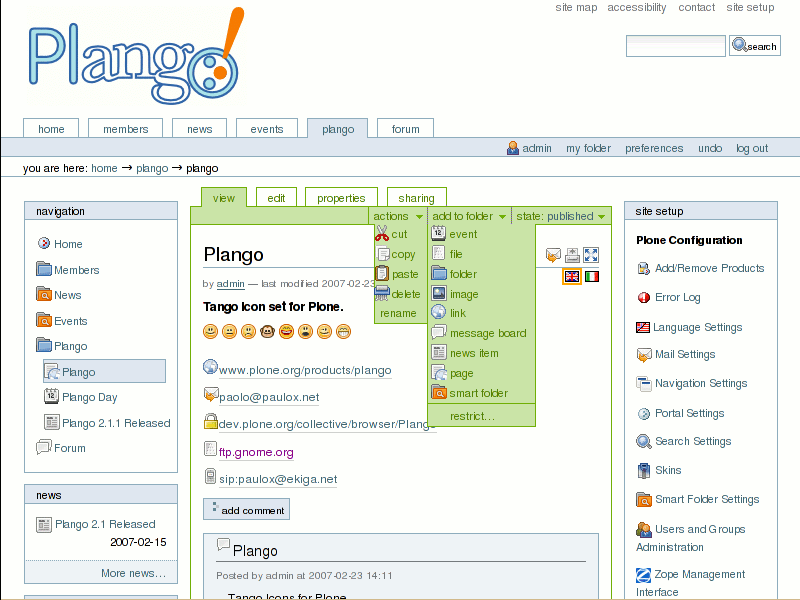 site map accessibility contact site setup
Plango
search
home members news events plango forum
admin my folder preferences undo log out
you are here: home → plango → plango
navigation
Home
Members
News
Events
Plango
Plango
12 Plango Day
Plango 2.1.1 Released
Forum
news
Plango 2.1 Released
2007-02-15
More news...
view edit properties sharing
actions add to folder state: published
cut
copy
paste
delete
rename
12 event
file
folder
image
link
message board
news item
page
smart folder
restrict...
Plango
by admin — last modified 2007-02-23
Tango Icon set for Plone.
www.plone.org/products/plango
paolo@paulox.net
dev.plone.org/collective/browser/Plango
ftp.gnome.org
sip:paulox@ekiga.net
add comment
Plango
Posted by admin at 2007-02-23 14:11
Tango Icons for Plone
site setup
Plone Configuration
Add/Remove Products
Error Log
Language Settings
Mail Settings
Navigation Settings
Portal Settings
Search Settings
Skins
Smart Folder Settings
Users and Groups
Administration
Zope Management
Interface